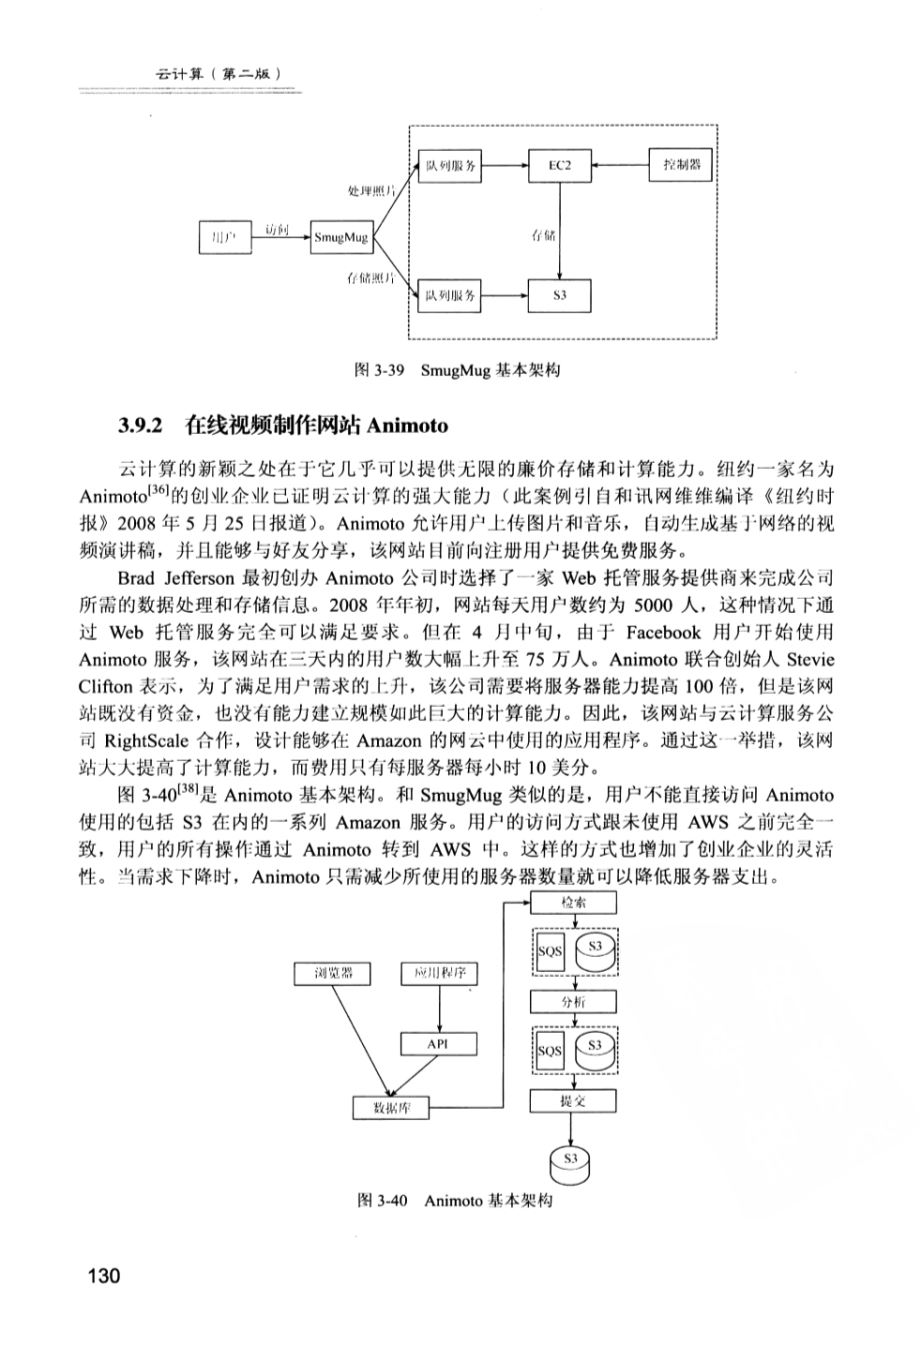 云计算（第二版）
队列服务
EC2
控制器
处理照片
用户
访问
SmugMug
存储
存储照片
队列服务
S3
图 3-39 SmugMug 基本架构
3.9.2 在线视频制作网站 Animoto
云计算的新颖之处在于它几乎可以提供无限的廉价存储和计算能力。纽约一家名为
Animoto[36]的创业企业已证明云计算的强大能力（此案例引自和讯网维维编译《纽约时
报》2008 年 5 月 25 日报道）。Animoto 允许用户上传图片和音乐，自动生成基于网络的视
频演讲稿，并且能够与好友分享，该网站目前向注册用户提供免费服务。
Brad Jefferson 最初创办 Animoto 公司时选择了一家 Web 托管服务提供商来完成公司
所需的数据处理和存储信息。2008 年年初，网站每天用户数约为 5000 人，这种情况下通
过 Web 托管服务完全可以满足要求。但在 4 月中旬，由于 Facebook 用户开始使用
Animoto 服务，该网站在三天内的用户数大幅上升至 75 万人。Animoto 联合创始人 Stevie
Clifton 表示，为了满足用户需求的上升，该公司需要将服务器能力提高 100 倍，但是该网
站既没有资金，也没有能力建立规模如此巨大的计算能力。因此，该网站与云计算服务公
司 RightScale 合作，设计能够在 Amazon 的网云中使用的应用程序。通过这一举措，该网
站大大提高了计算能力，而费用只有每服务器每小时 10 美分。
图 3-40[38]是 Animoto 基本架构。和 SmugMug 类似的是，用户不能直接访问 Animoto
使用的包括 S3 在内的一系列 Amazon 服务。用户的访问方式跟未使用 AWS 之前完全一
致，用户的所有操作通过 Animoto 转到 AWS 中。这样的方式也增加了创业企业的灵活
性。当需求下降时，Animoto 只需减少所使用的服务器数量就可以降低服务器支出。
检索
SQS
S3
浏览器
应用程序
分析
API
SQS
S3
数据库
提交
S3
图 3-40 Animoto 基本架构
130